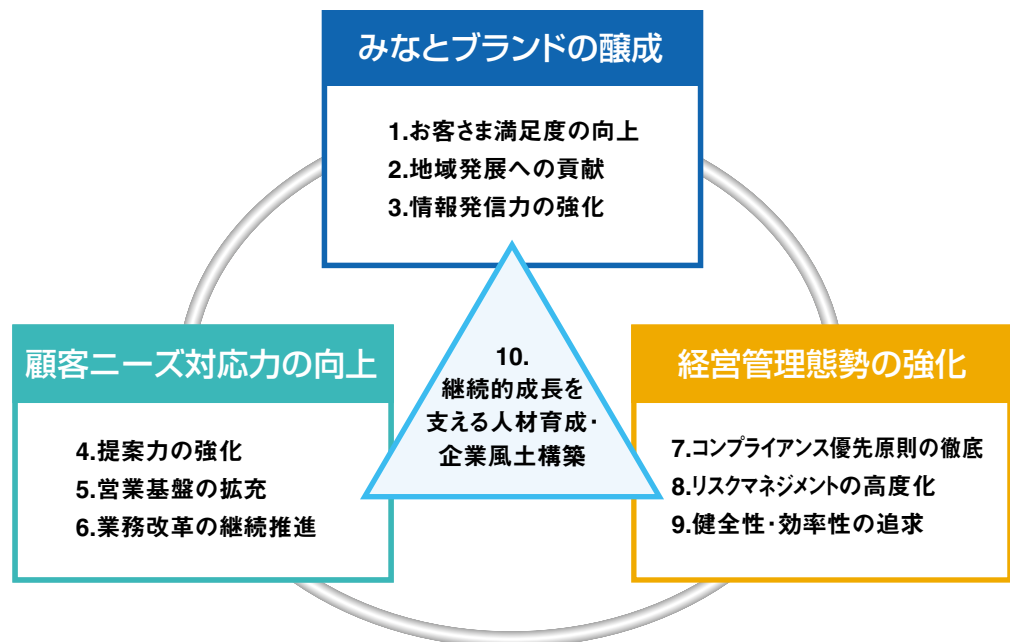 みなとブランドの醸成
1.お客さま満足度の向上
2.地域発展への貢献
3.情報発信力の強化
顧客ニーズ対応力の向上
4.提案力の強化
5.営業基盤の拡充
6.業務改革の継続推進
10.
継続的成長を
支える人材育成・
企業風土構築
経営管理態勢の強化
7.コンプライアンス優先原則の徹底
8.リスクマネジメントの高度化
9.健全性・効率性の追求